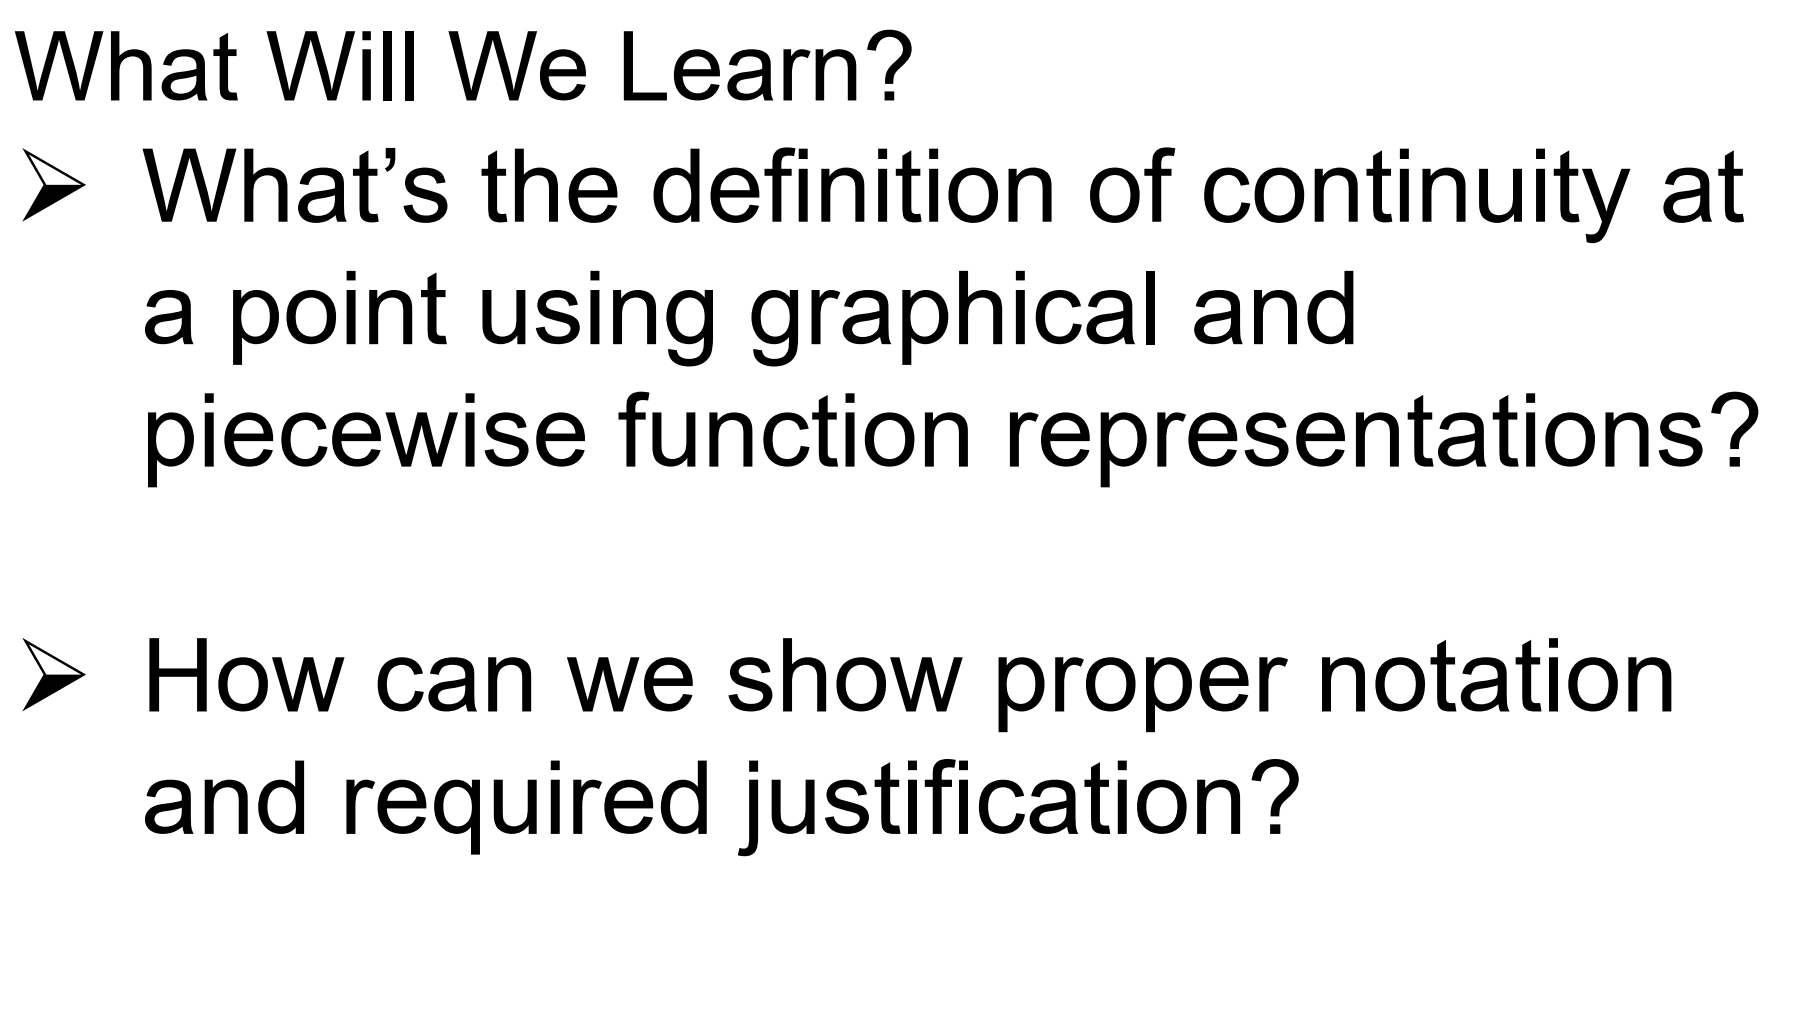 What Will We Learn?
➢ What’s the definition of continuity at
a point using graphical and
piecewise function representations?
➢ How can we show proper notation
and required justification?